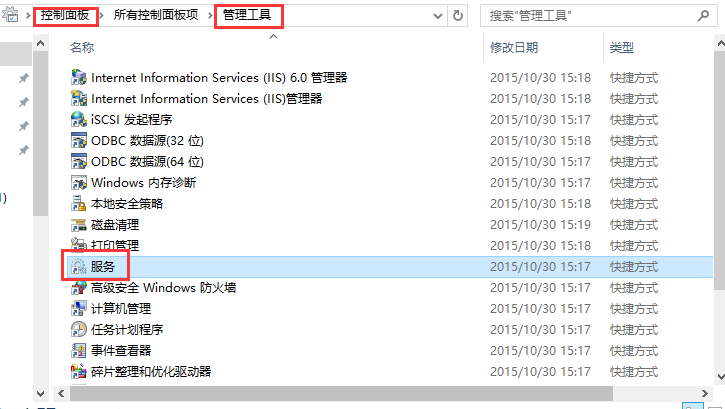 控制面板 > 所有控制面板项 > 管理工具 搜索"管理工具"
名称 修改日期 类型
Internet Information Services (IIS) 6.0 管理器 2015/10/30 15:18 快捷方式
Internet Information Services (IIS)管理器 2015/10/30 15:18 快捷方式
iSCSI 发起程序 2015/10/30 15:17 快捷方式
ODBC 数据源(32 位) 2015/10/30 15:18 快捷方式
ODBC 数据源(64 位) 2015/10/30 15:17 快捷方式
Windows 内存诊断 2015/10/30 15:17 快捷方式
本地安全策略 2015/10/30 15:18 快捷方式
磁盘清理 2015/10/30 15:19 快捷方式
打印管理 2015/10/30 15:18 快捷方式
服务 2015/10/30 15:17 快捷方式
高级安全 Windows 防火墙 2015/10/30 15:17 快捷方式
计算机管理 2015/10/30 15:17 快捷方式
任务计划程序 2015/10/30 15:17 快捷方式
事件查看器 2015/10/30 15:17 快捷方式
碎片整理和优化驱动器 2015/10/30 15:17 快捷方式